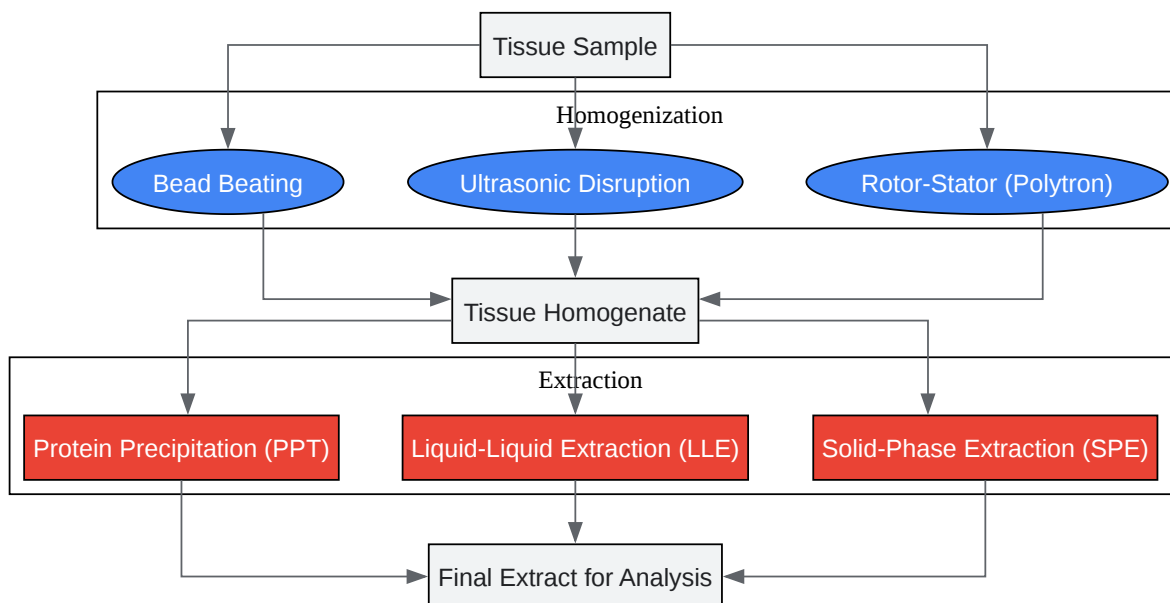 Tissue Sample
Homogenization
Bead Beating
Ultrasonic Disruption
Rotor-Stator (Polytron)
Tissue Homogenate
Extraction
Protein Precipitation (PPT)
Liquid-Liquid Extraction (LLE)
Solid-Phase Extraction (SPE)
Final Extract for Analysis